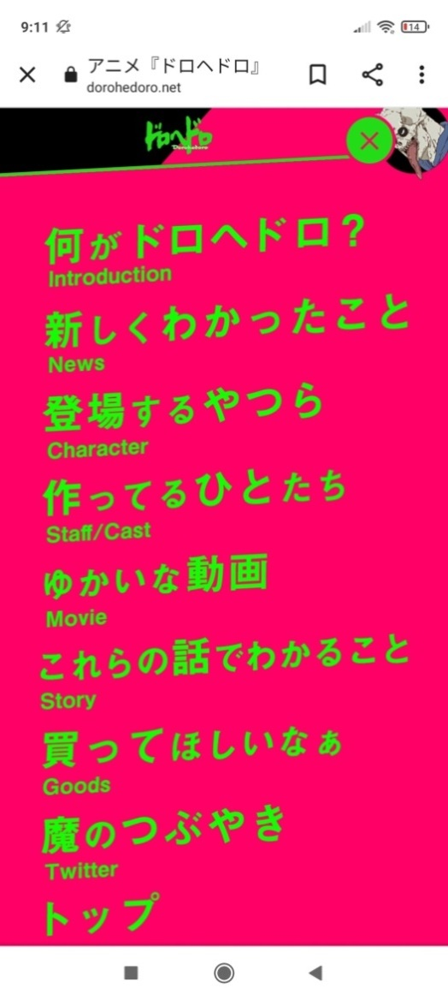 9:11
14
アニメ『ドロヘドロ』
dorohedoro.net
ドロヘドロ
Dorohedoro
何がドロヘドロ？
Introduction
新しくわかったこと
News
登場するやつら
Character
作ってるひとたち
Staff/Cast
ゆかいな動画
Movie
これらの話でわかること
Story
買ってほしいなぁ
Goods
魔のつぶやき
Twitter
トップ